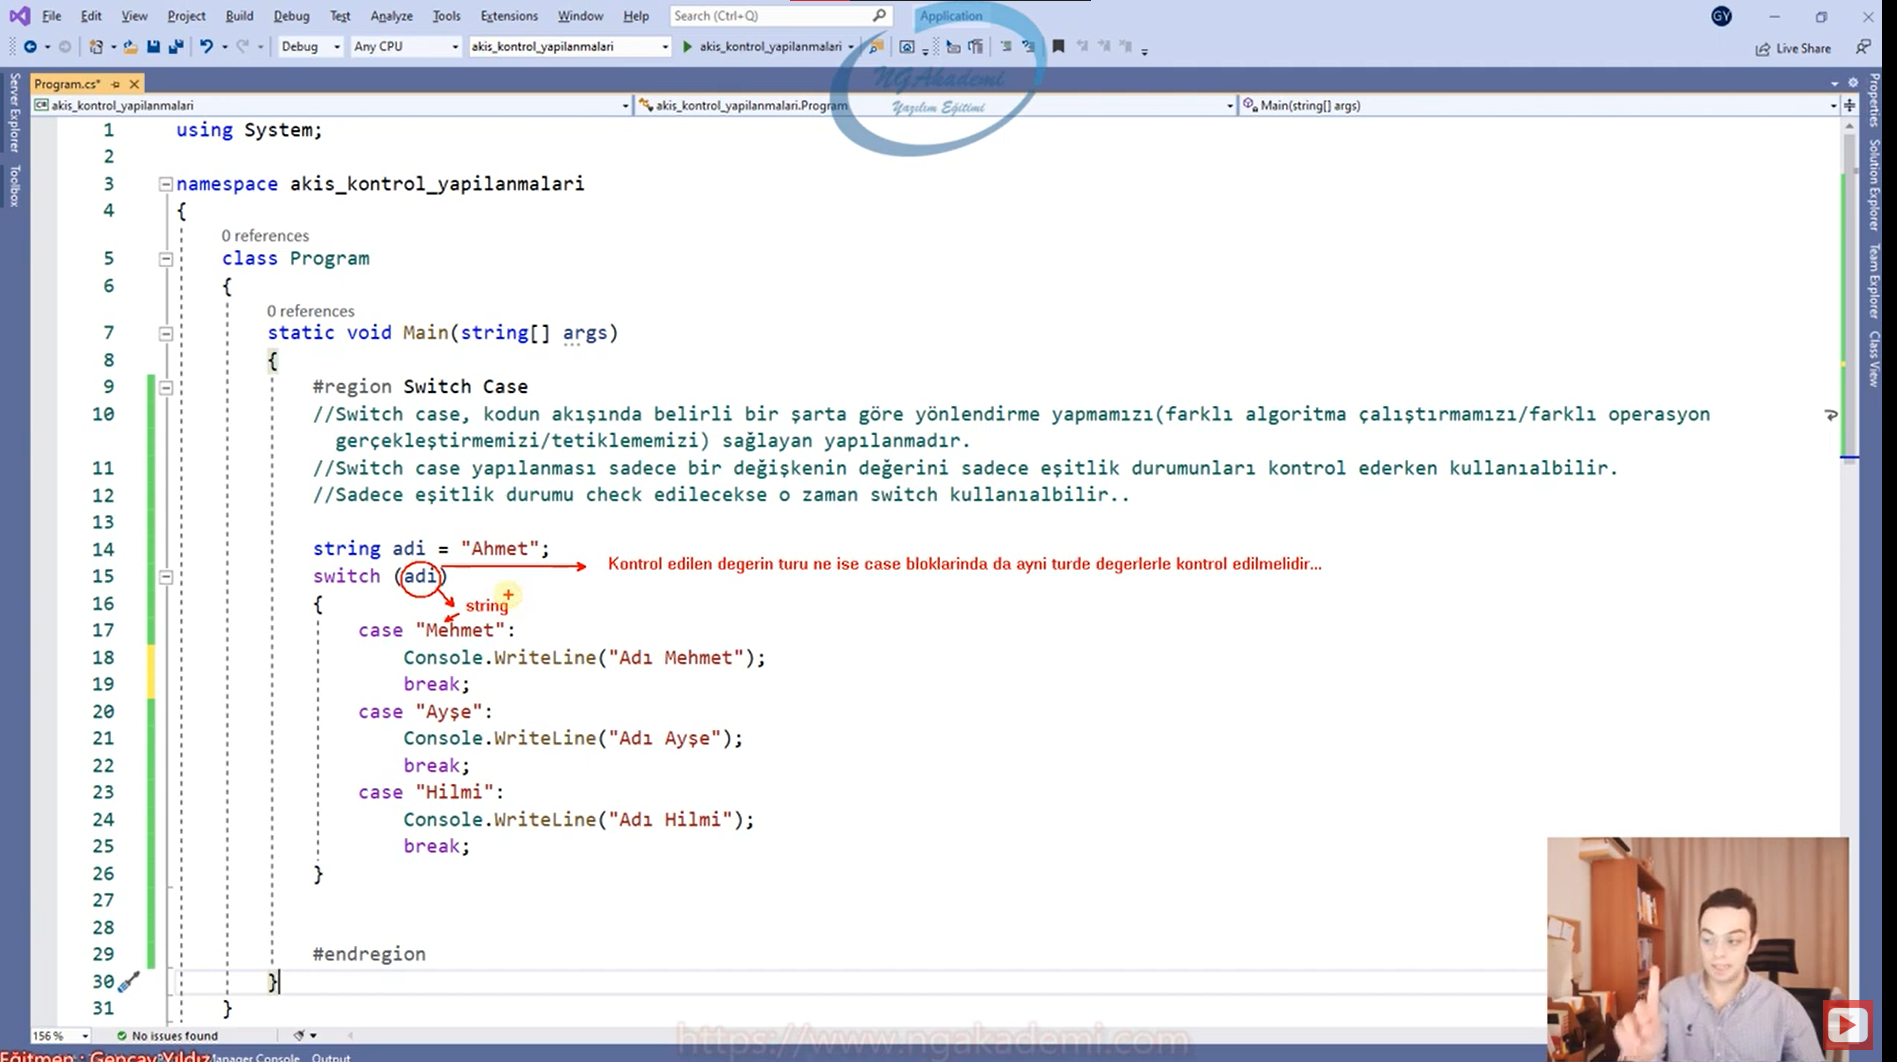 File Edit View Project Build Debug Test Analyze Tools Extensions Window Help Search (Ctrl+Q) Application GY
Debug Any CPU akis_kontrol_yapilanmalari akis_kontrol_yapilanmalari Live Share
NGAkademi
Yazılım Eğitimi
Program.cs*
akis_kontrol_yapilanmalari akis_kontrol_yapilanmalari.Program Main(string[] args)
Server Explorer
Toolbox
Properties
Solution Explorer
Team Explorer
Class View
1 using System;
2
3 namespace akis_kontrol_yapilanmalari
4 {
0 references
5 class Program
6 {
0 references
7 static void Main(string[] args)
8 {
9 #region Switch Case
10 //Switch case, kodun akışında belirli bir şarta göre yönlendirme yapmamızı(farklı algoritma çalıştırmamızı/farklı operasyon
gerçekleştirmemizi/tetiklememizi) sağlayan yapılanmadır.
11 //Switch case yapılanması sadece bir değişkenin değerini sadece eşitlik durumunları kontrol ederken kullanıalbilir.
12 //Sadece eşitlik durumu check edilecekse o zaman switch kullanıalbilir..
13
14 string adi = "Ahmet";
Kontrol edilen degerin turu ne ise case bloklarinda da ayni turde degerlerle kontrol edilmelidir...
15 switch (adi)
16 {
string
17 case "Mehmet":
18 Console.WriteLine("Adı Mehmet");
19 break;
20 case "Ayşe":
21 Console.WriteLine("Adı Ayşe");
22 break;
23 case "Hilmi":
24 Console.WriteLine("Adı Hilmi");
25 break;
26 }
27
28
29 #endregion
30 }
31 }
156 % No issues found
https://www.ngakademi.com
Eğitmen : Gençay Yıldız Manager Console Output